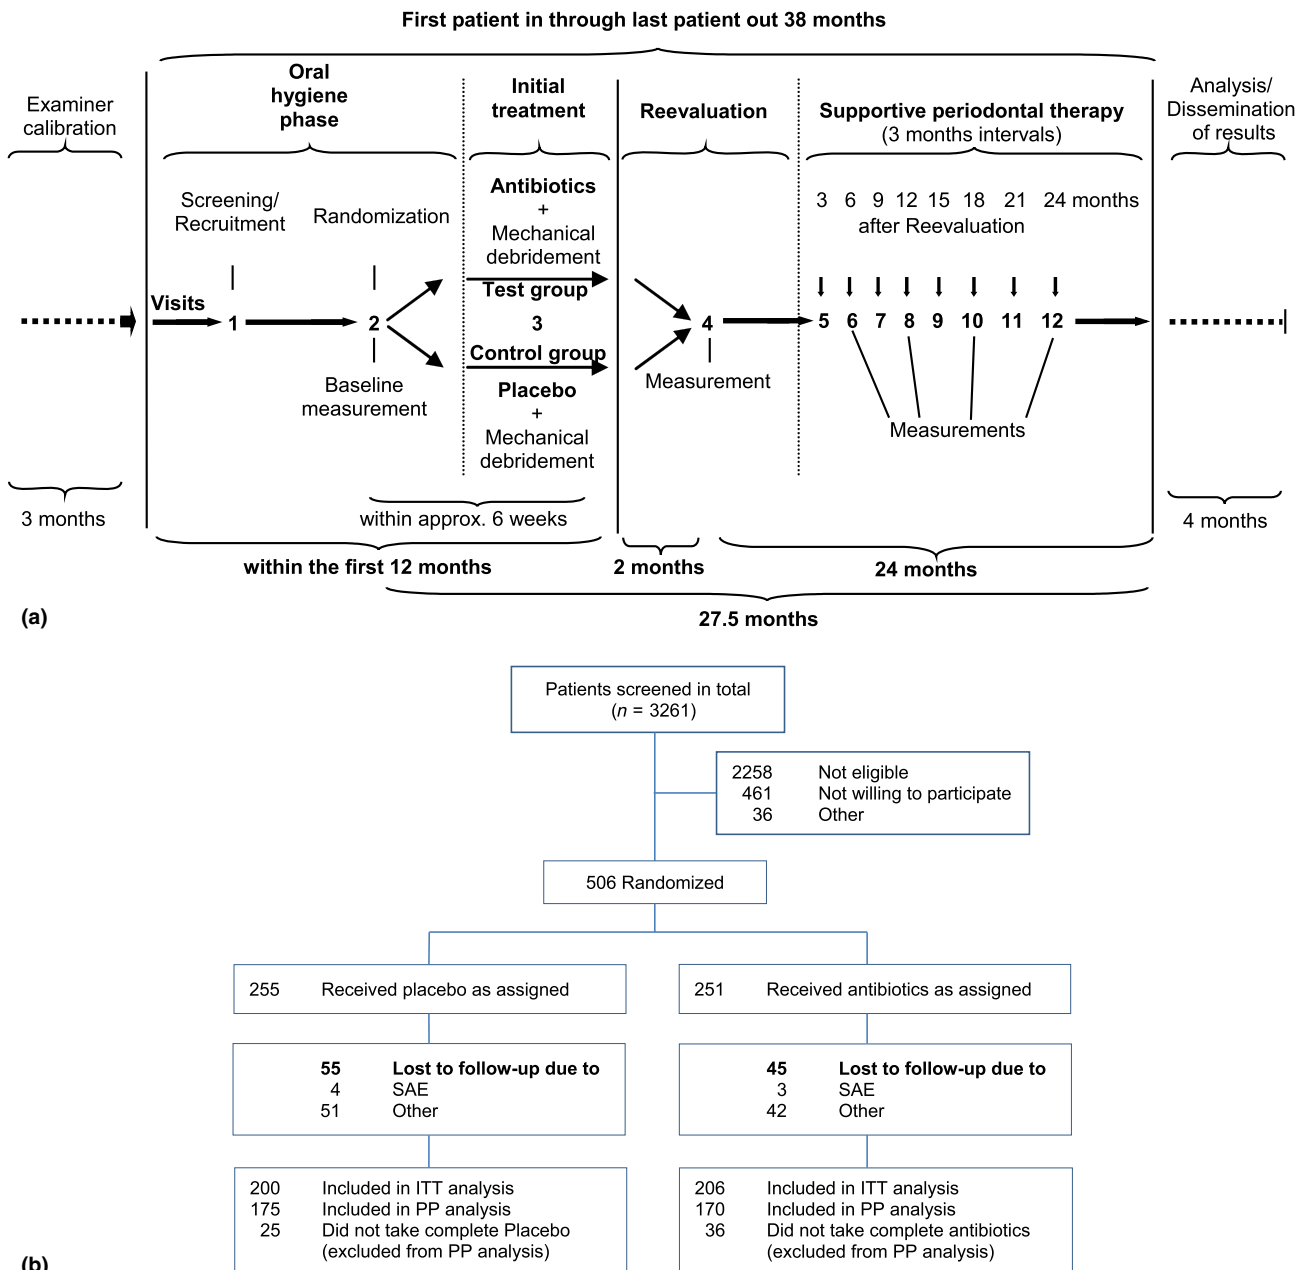 First patient in through last patient out 38 months
Examiner
calibration
Oral
hygiene
phase
Initial
treatment
Reevaluation
Supportive periodontal therapy
(3 months intervals)
Analysis/
Dissemination
of results
Screening/
Recruitment
Randomization
Antibiotics
+
Mechanical
debridement
Test group
3 6 9 12 15 18 21 24 months
after Reevaluation
Visits
1 2 3 4 5 6 7 8 9 10 11 12
Control group
Placebo
+
Mechanical
debridement
Baseline
measurement
Measurement
Measurements
3 months
within approx. 6 weeks
4 months
within the first 12 months
2 months
24 months
27.5 months
(a)
Patients screened in total
(n = 3261)
2258 Not eligible
461 Not willing to participate
36 Other
506 Randomized
255 Received placebo as assigned
55 Lost to follow-up due to
4 SAE
51 Other
200 Included in ITT analysis
175 Included in PP analysis
25 Did not take complete Placebo
(excluded from PP analysis)
251 Received antibiotics as assigned
45 Lost to follow-up due to
3 SAE
42 Other
206 Included in ITT analysis
170 Included in PP analysis
36 Did not take complete antibiotics
(excluded from PP analysis)
(b)